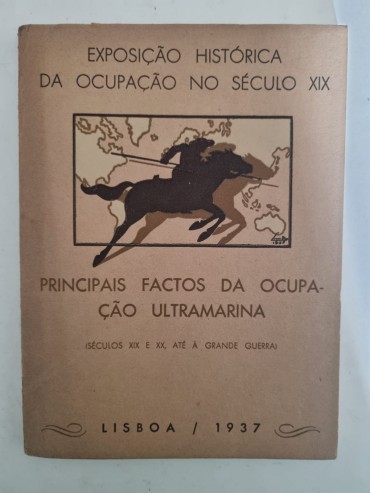 EXPOSIÇÃO HISTÓRICA
DA OCUPAÇÃO NO SÉCULO XIX
1937
PRINCIPAIS FACTOS DA OCUPA-
ÇÃO ULTRAMARINA
(SÉCULOS XIX E XX, ATÉ À GRANDE GUERRA)
LISBOA / 1937